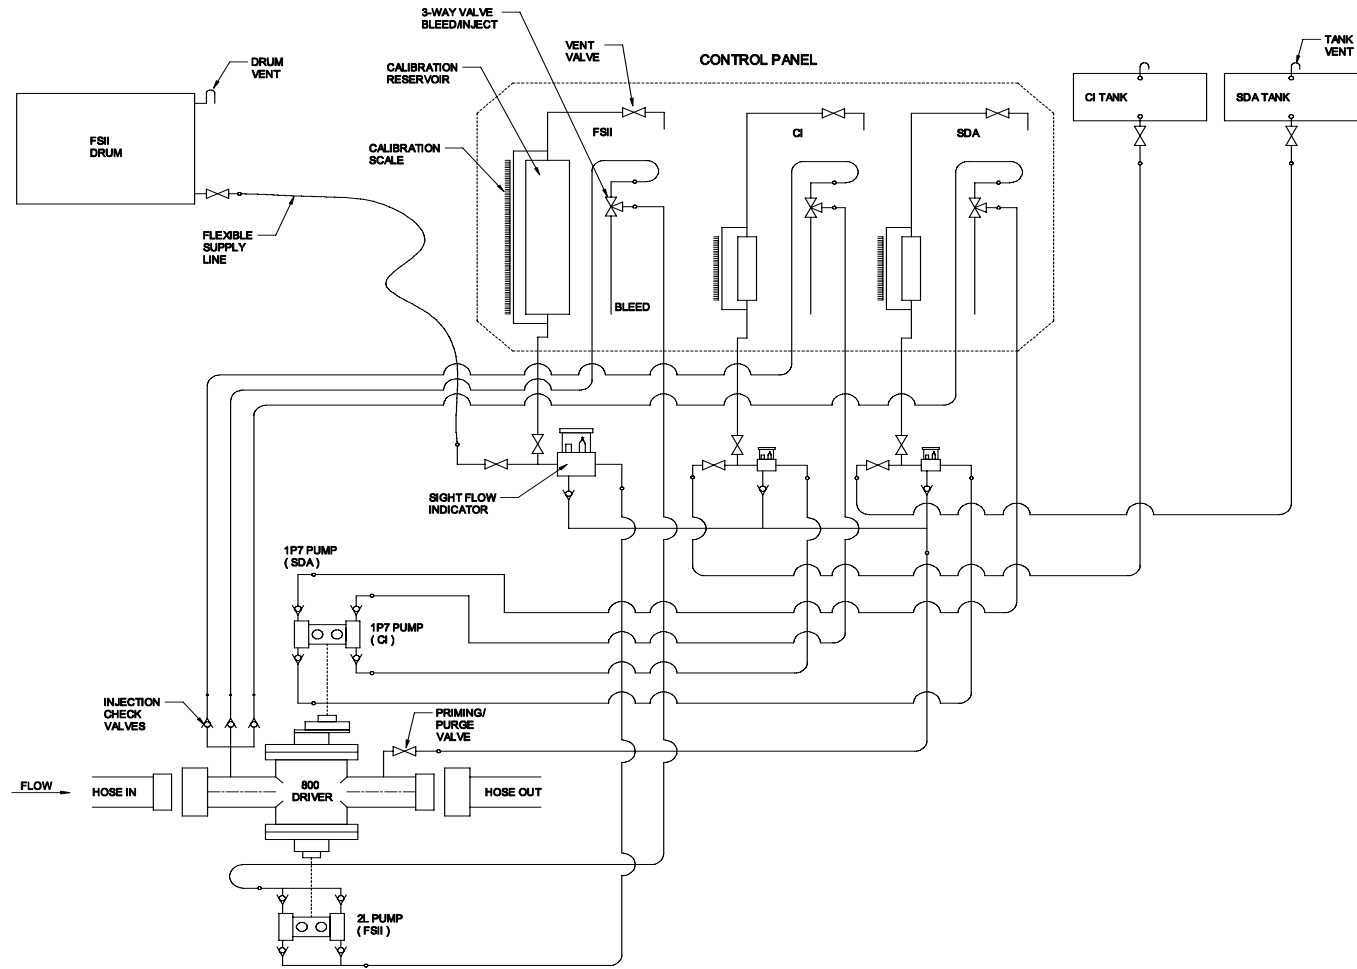 3-WAY VALVE
BLEED/INJECT
VENT
VALVE
CONTROL PANEL
TANK
VENT
DRUM
VENT
CALIBRATION
RESERVOIR
CI TANK
SDA TANK
FSII
DRUM
FSII
CI
SDA
CALIBRATION
SCALE
FLEXIBLE
SUPPLY
LINE
BLEED
SIGHT FLOW
INDICATOR
1P7 PUMP
( SDA )
1P7 PUMP
( CI )
INJECTION
CHECK
VALVES
PRIMING/
PURGE
VALVE
FLOW
HOSE IN
800
DRIVER
HOSE OUT
2L PUMP
( FSII )